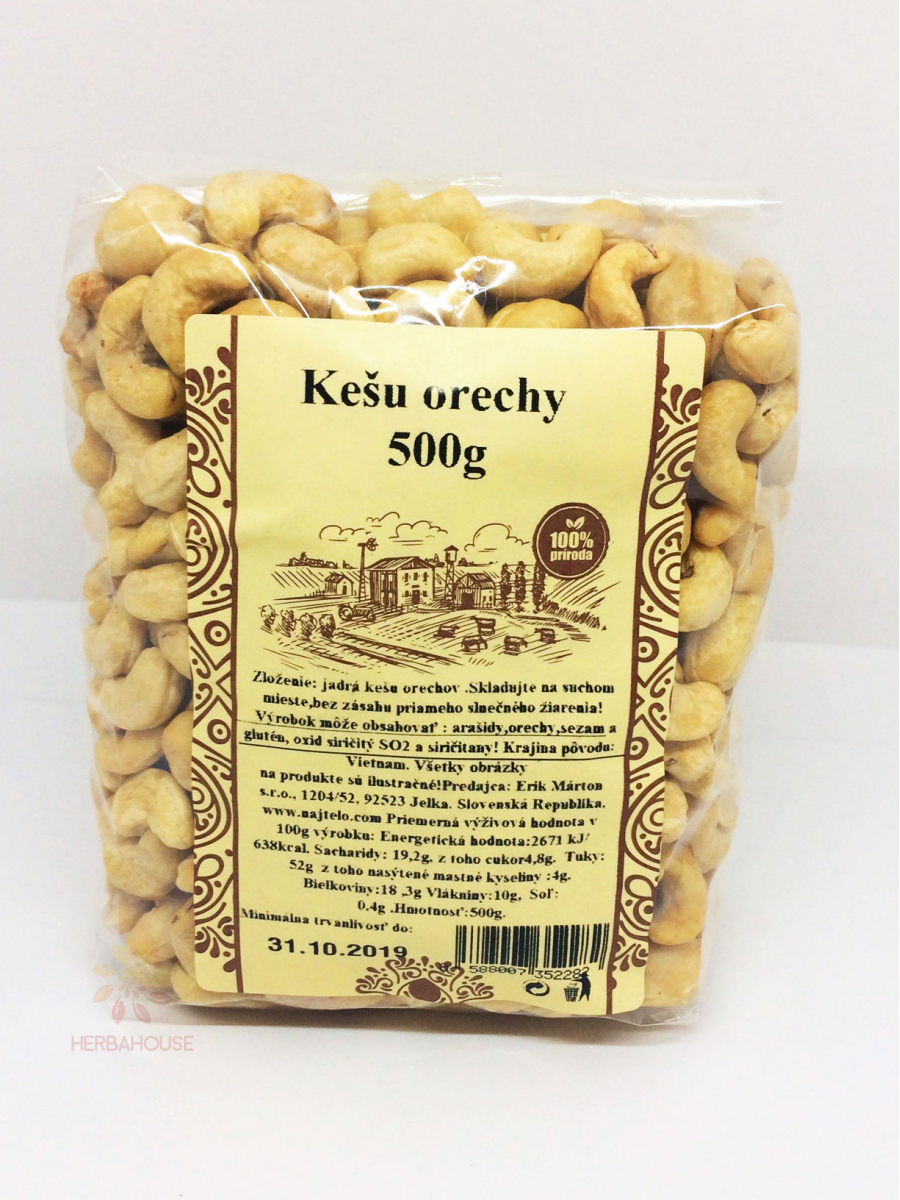 Kešu orechy
500g
100%
príroda
Zloženie: jadrá kešu orechov .Skladujte na suchom
mieste,bez zásahu priameho slnečného žiarenia!
Výrobok môže obsahovať : arašidy,orechy,sezam a
glutén, oxid siričitý SO2 a siričitany! Krajina pôvodu:
Vietnam. Všetky obrázky
na produkte sú ilustračné!Predajca: Erik Márton
s.r.o., 1204/52, 92523 Jelka. Slovenská Republika.
www.najtelo.com Priemerná výživová hodnota v
100g výrobku: Energetická hodnota:2671 kJ/
638kcal. Sacharidy: 19,2g. z toho cukor4,8g. Tuky:
52g z toho nasýtené mastné kyseliny :4g.
Bielkoviny:18 ,3g Vlákniny:10g, Soľ:
0.4g .Hmotnosť:500g.
Minimálna trvanlivosť do:
31.10.2019
588007 352282
HERBAHOUSE